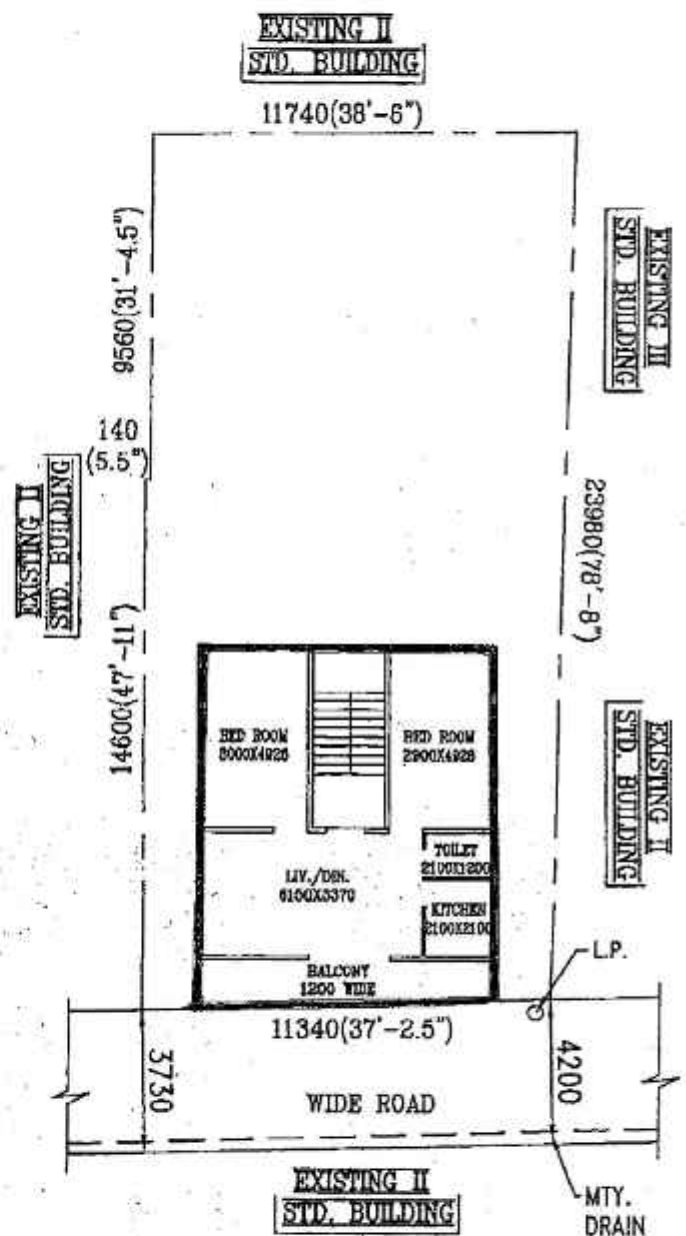 EXISTING II
STD. BUILDING
11740(38'-6")
9560(31'-4.5")
EXISTING III
STD. BUILDING
140
(5.5")
EXISTING II
STD. BUILDING
23980(78'-8")
14600(47'-11")
BED ROOM
3000X4928
BED ROOM
2900X4928
EXISTING II
STD. BUILDING
TOILET
2100X1200
LIV./DIN.
6150X3370
KITCHEN
2100X2100
BALCONY
1200 WIDE
L.P.
11340(37'-2.5")
3730
4200
WIDE ROAD
EXISTING II
STD. BUILDING
MTY.
DRAIN